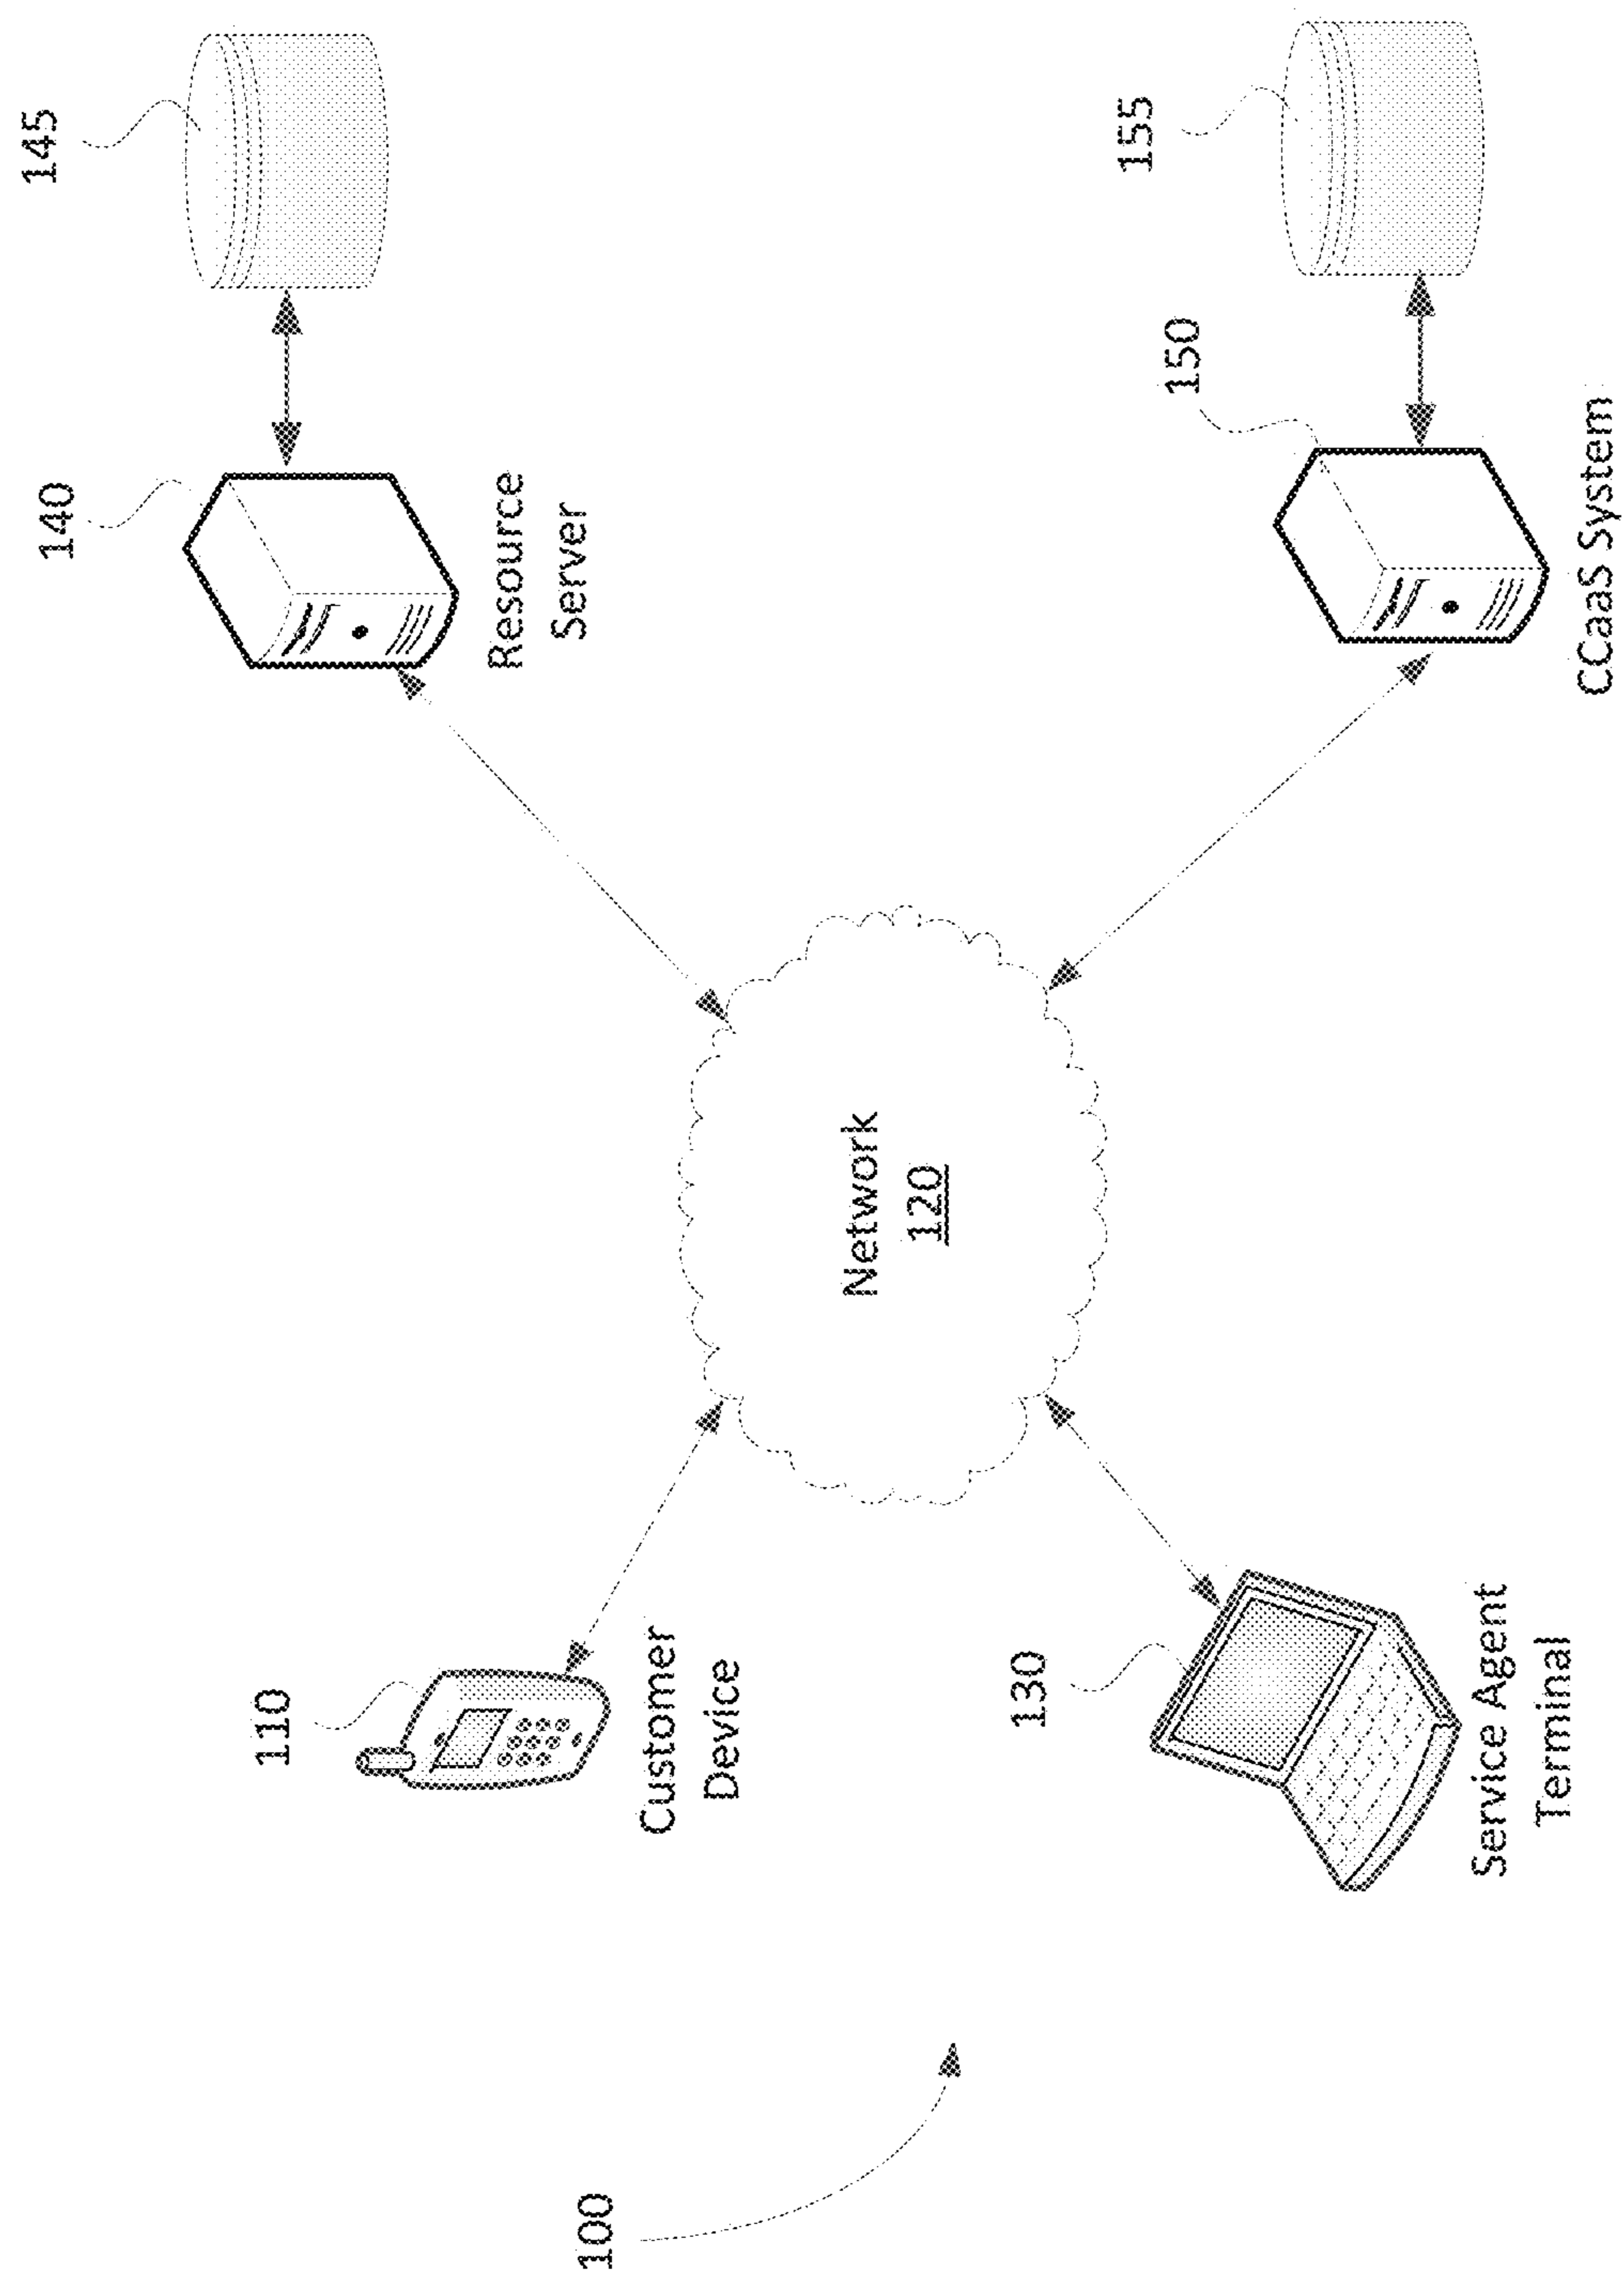 100
110
Customer
Device
130
Service Agent
Terminal
Network
120
140
Resource
Server
145
150
CCaaS System
155